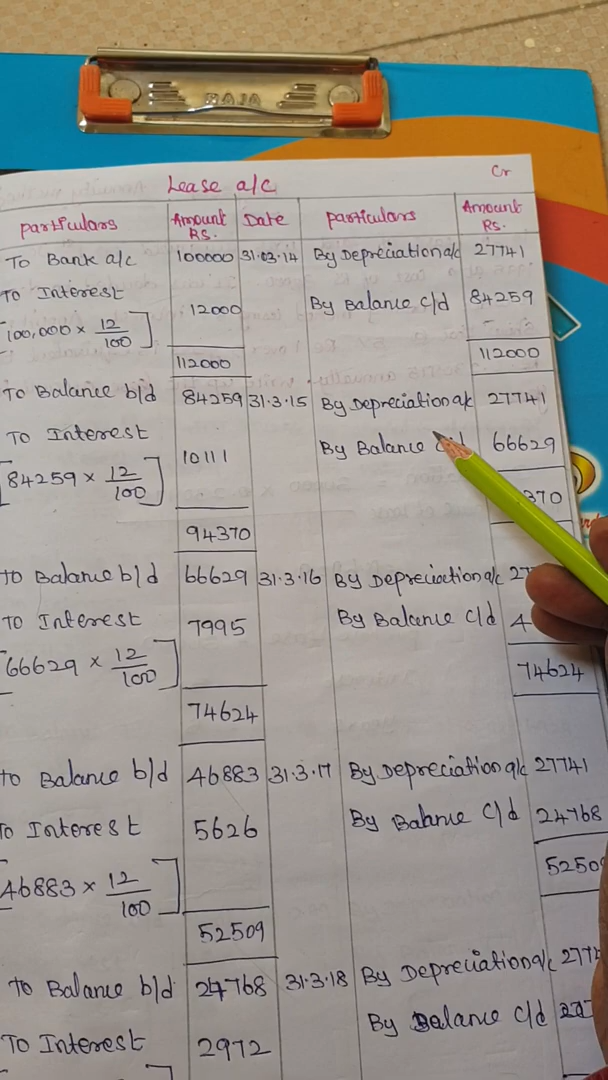 RAJA
Lease a/c
Cr
Particulars Amount Rs. Date Particulars Amount Rs.
To Bank a/c 100000 31.03.14 By Depreciation a/c 27741
To Interest 12000 By Balance c/d 84259
[100,000 × 12/100]
112000 112000
To Balance b/d 84259 31.3.15 By Depreciation a/c 27741
To Interest 10111 By Balance 66629
[84259 × 12/100]
370
94370
To Balance b/d 66629 31.3.16 By Depreciation a/c 27
To Interest 7995 By Balance c/d 4
[66629 × 12/100]
74624
74624
To Balance b/d 46883 31.3.17 By Depreciation a/c 27741
To Interest 5626 By Balance c/d 24768
[46883 × 12/100]
52509
52509
To Balance b/d 24768 31.3.18 By Depreciation a/c 277
To Interest 2972 By Balance c/d